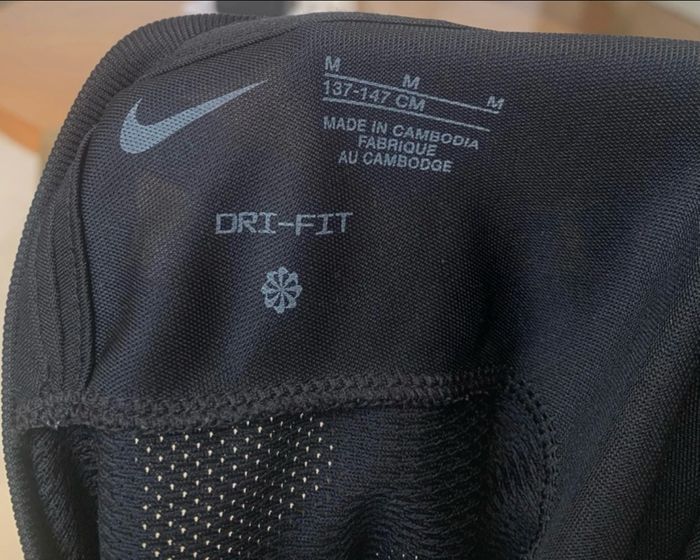 M M M
137-147 CM
MADE IN CAMBODIA
FABRIQUE
AU CAMBODGE
DRI-FIT